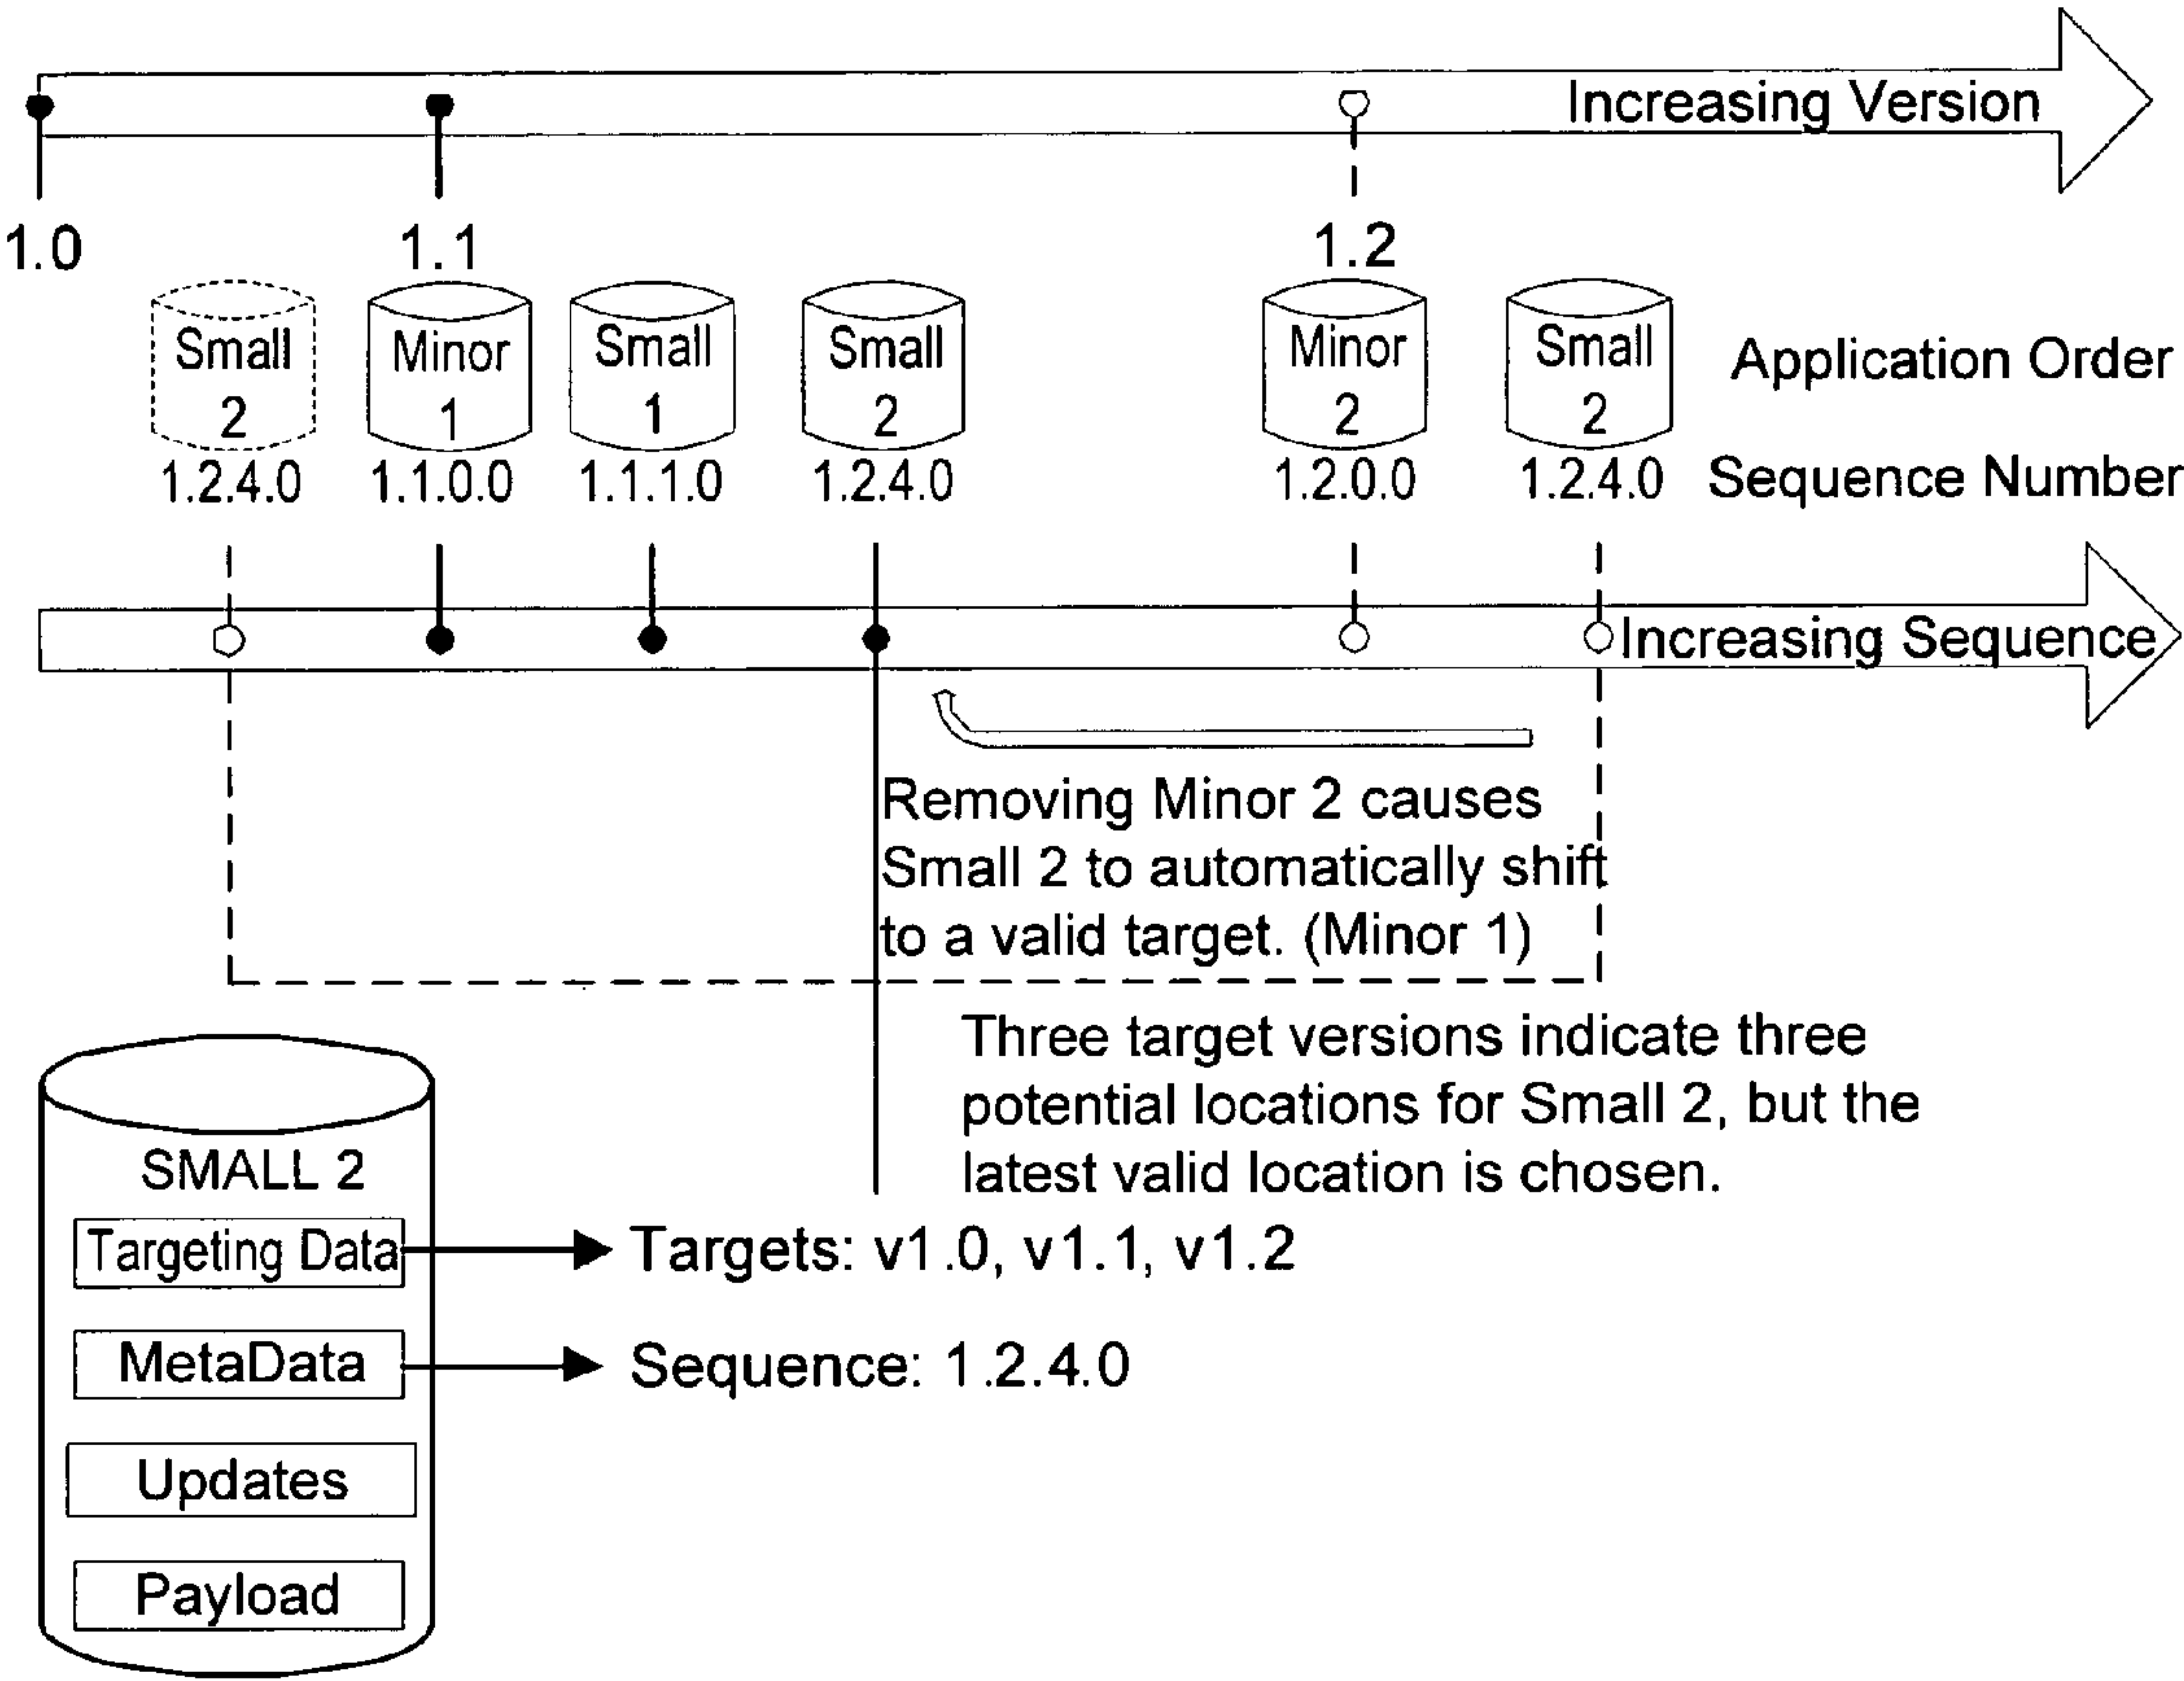 Increasing Version
1.0
1.1
1.2
Small
2
Minor
1
Small
1
Small
2
Minor
2
Small
2
Application Order
1.2.4.0
1.1.0.0
1.1.1.0
1.2.4.0
1.2.0.0
1.2.4.0
Sequence Number
Increasing Sequence
Removing Minor 2 causes
Small 2 to automatically shift
to a valid target. (Minor 1)
Three target versions indicate three
potential locations for Small 2, but the
latest valid location is chosen.
SMALL 2
Targeting Data
Targets: v1.0, v1.1, v1.2
MetaData
Sequence: 1.2.4.0
Updates
Payload